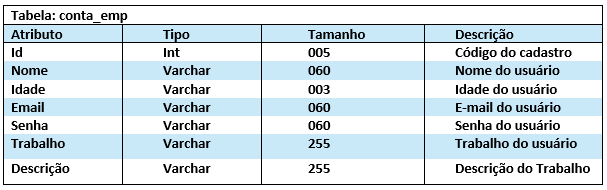 Tabela: conta_emp
Atributo Tipo Tamanho Descrição
Id Int 005 Código do cadastro
Nome Varchar 060 Nome do usuário
Idade Varchar 003 Idade do usuário
Email Varchar 060 E-mail do usuário
Senha Varchar 060 Senha do usuário
Trabalho Varchar 255 Trabalho do usuário
Descrição Varchar 255 Descrição do Trabalho